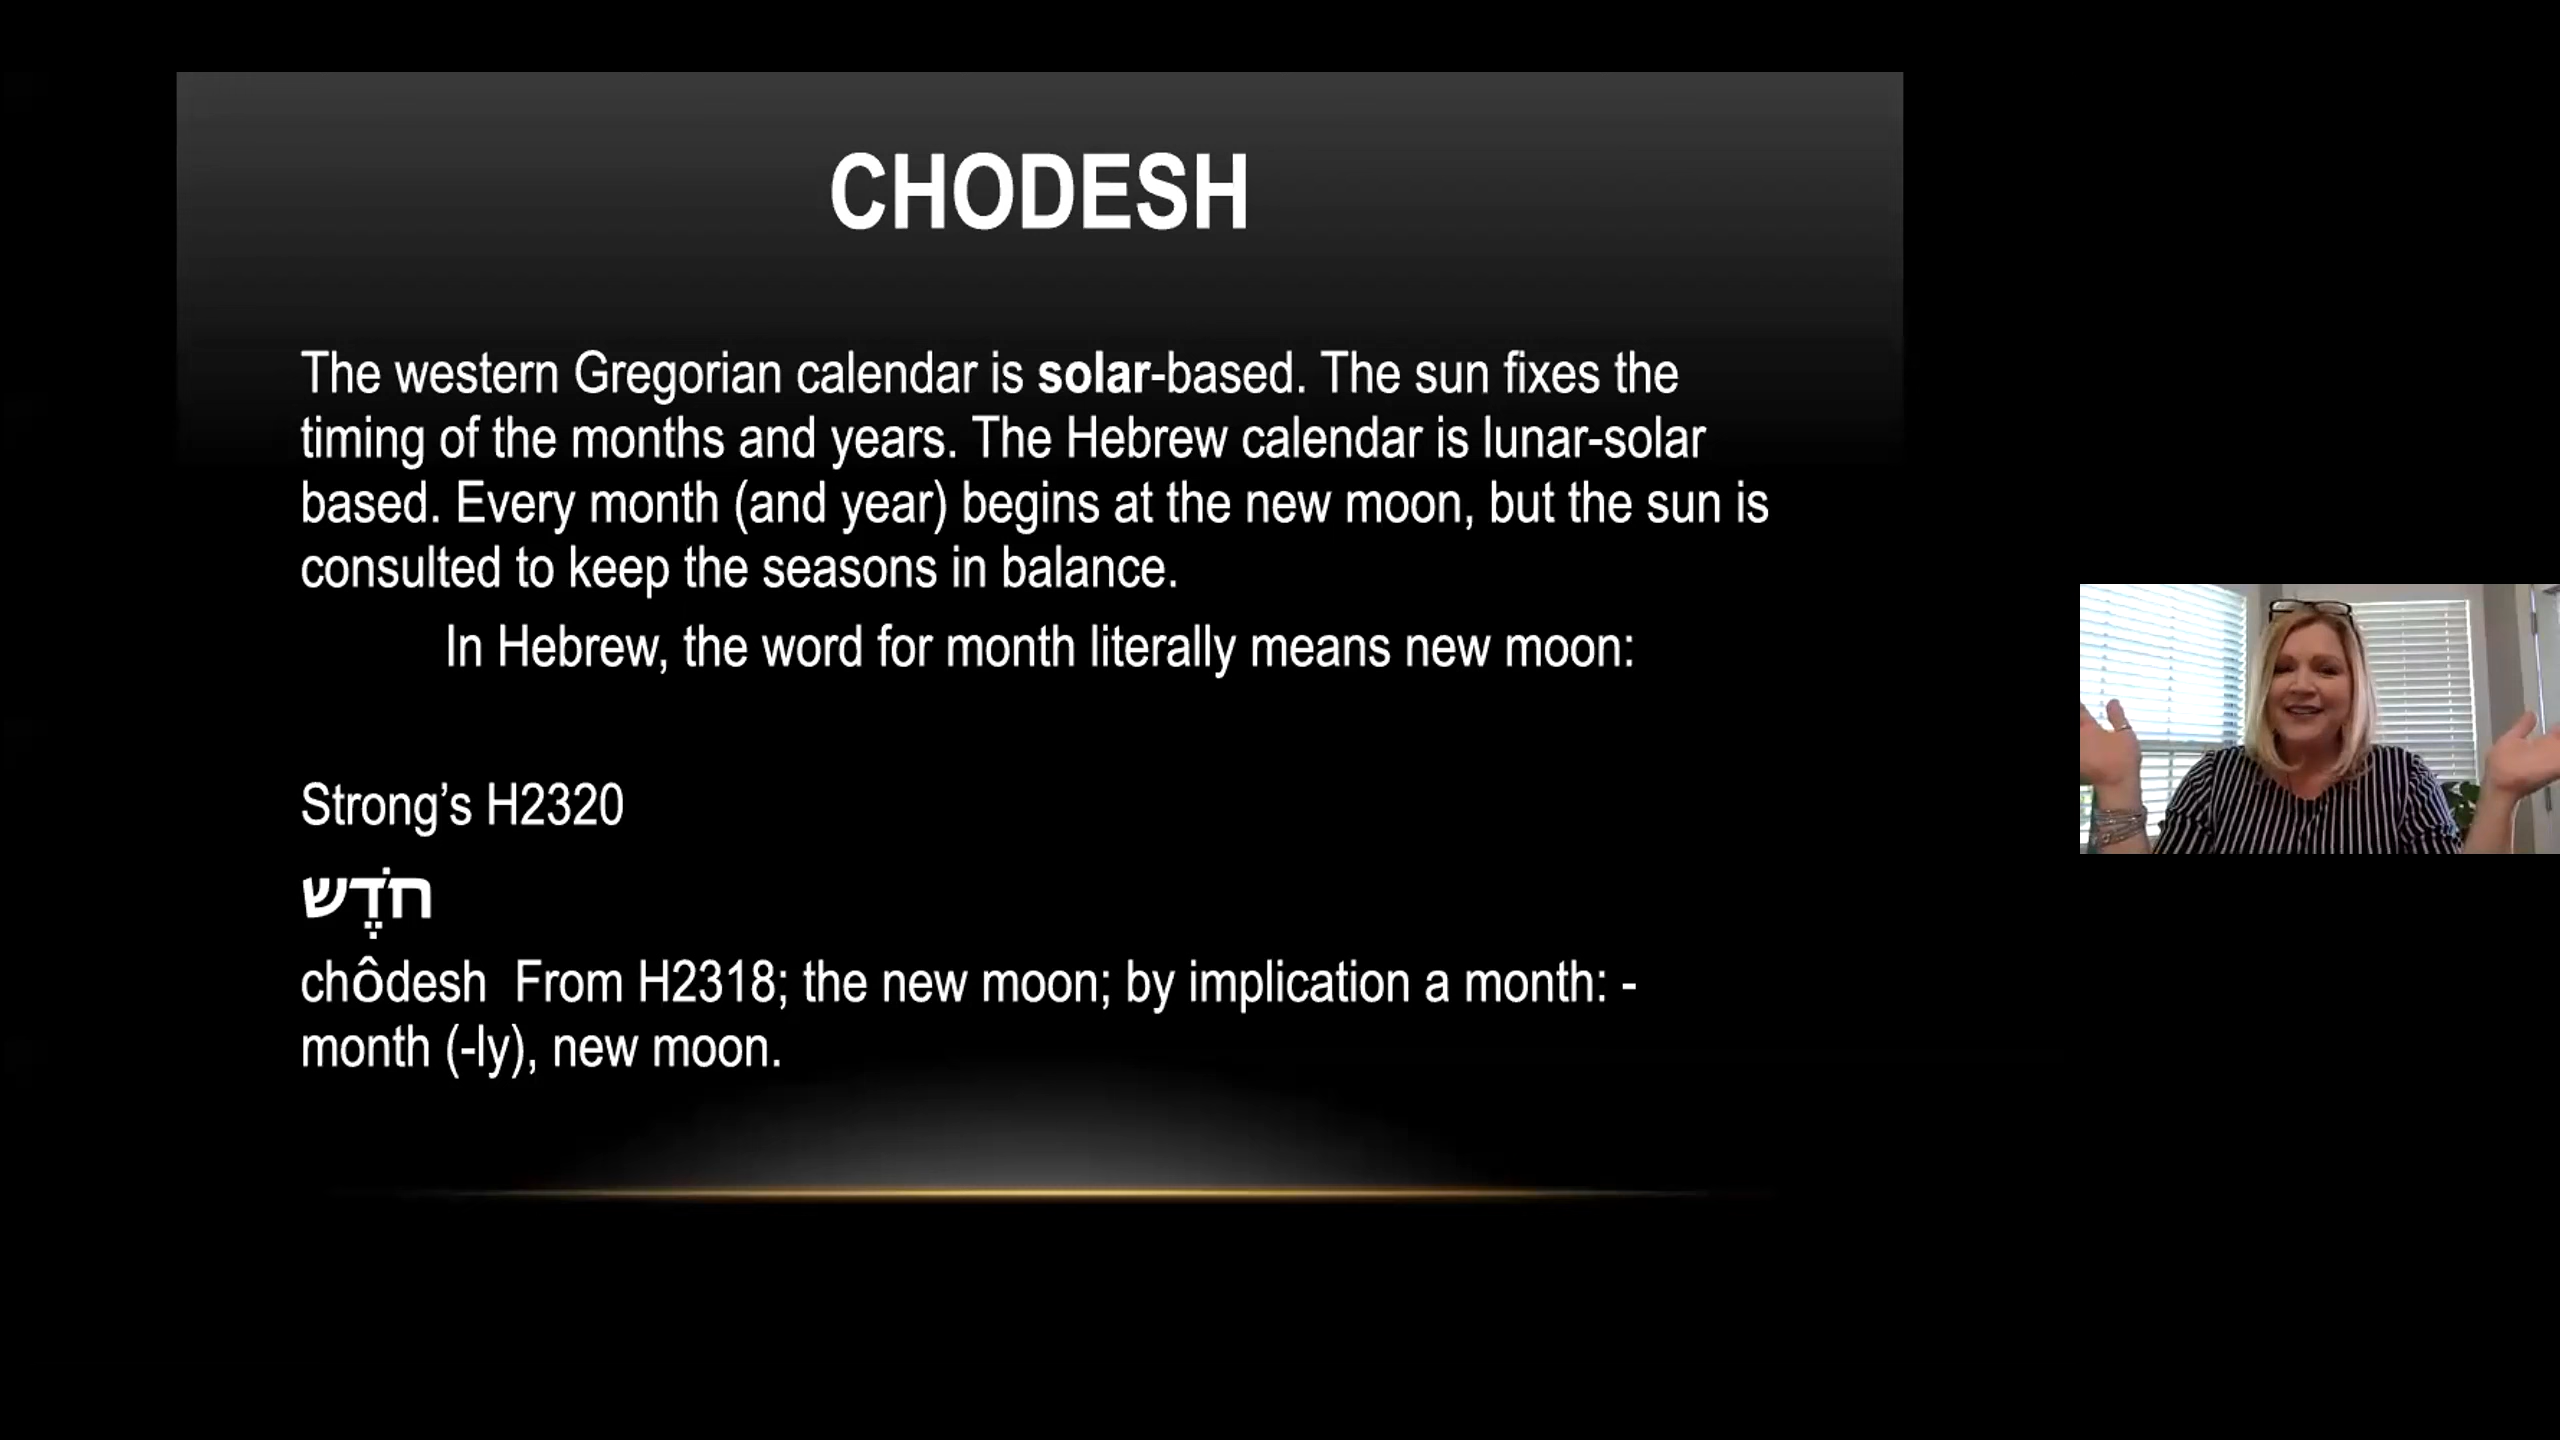 CHODESH
The western Gregorian calendar is solar-based. The sun fixes the
timing of the months and years. The Hebrew calendar is lunar-solar
based. Every month (and year) begins at the new moon, but the sun is
consulted to keep the seasons in balance.
In Hebrew, the word for month literally means new moon:
Strong’s H2320
חֹדֶשׁ
chôdesh  From H2318; the new moon; by implication a month: -
month (-ly), new moon.